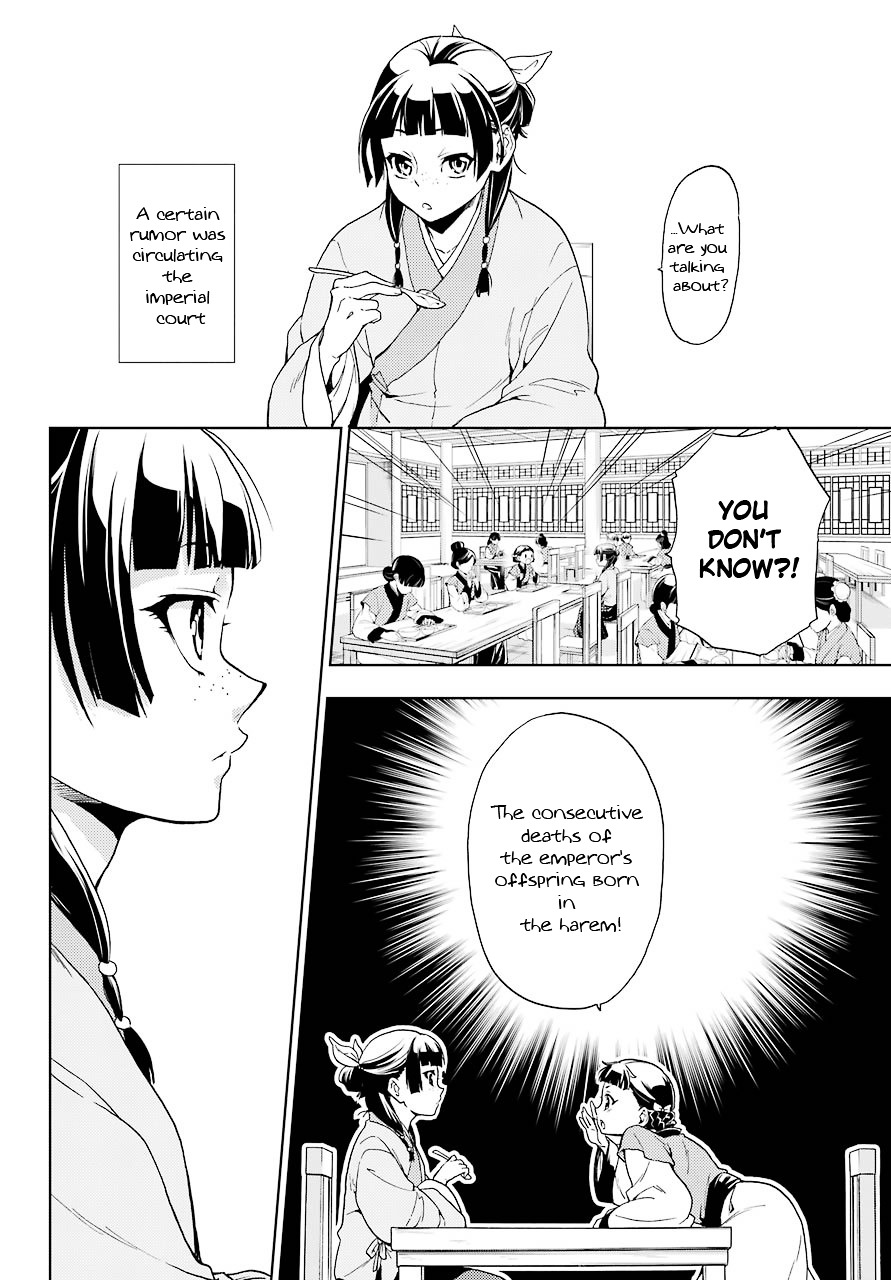 ...What
are you
talking
about?
A certain
rumor was
circulating
the
imperial
court
YOU
DON'T
KNOW?!
The consecutive
deaths of
the emperor's
offspring born
in
the harem!